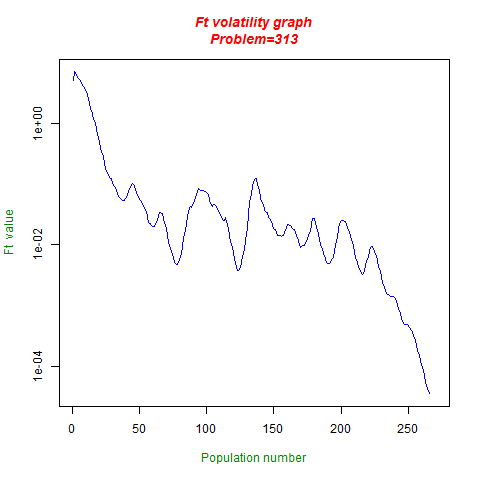 Ft volatility graph
Problem=313
1e+00
1e-02
1e-04
Ft value
0 50 100 150 200 250
Population number